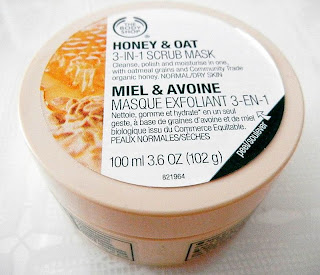 THE
BODY
SHOP
HONEY & OAT
3-IN-1 SCRUB MASK
Cleanse, polish and moisturise in one,
with oatmeal grains and Community Trade
organic honey. NORMAL/DRY SKIN
MIEL & AVOINE
MASQUE EXFOLIANT 3-EN-1
Nettoie, gomme et hydrate* en un seul
geste, à base de graines d'avoine et de miel
biologique issu du Commerce Equitable.
PEAUX NORMALES/SÈCHES
100 ml 3.6 OZ (102 g)
621964
peel/soulever